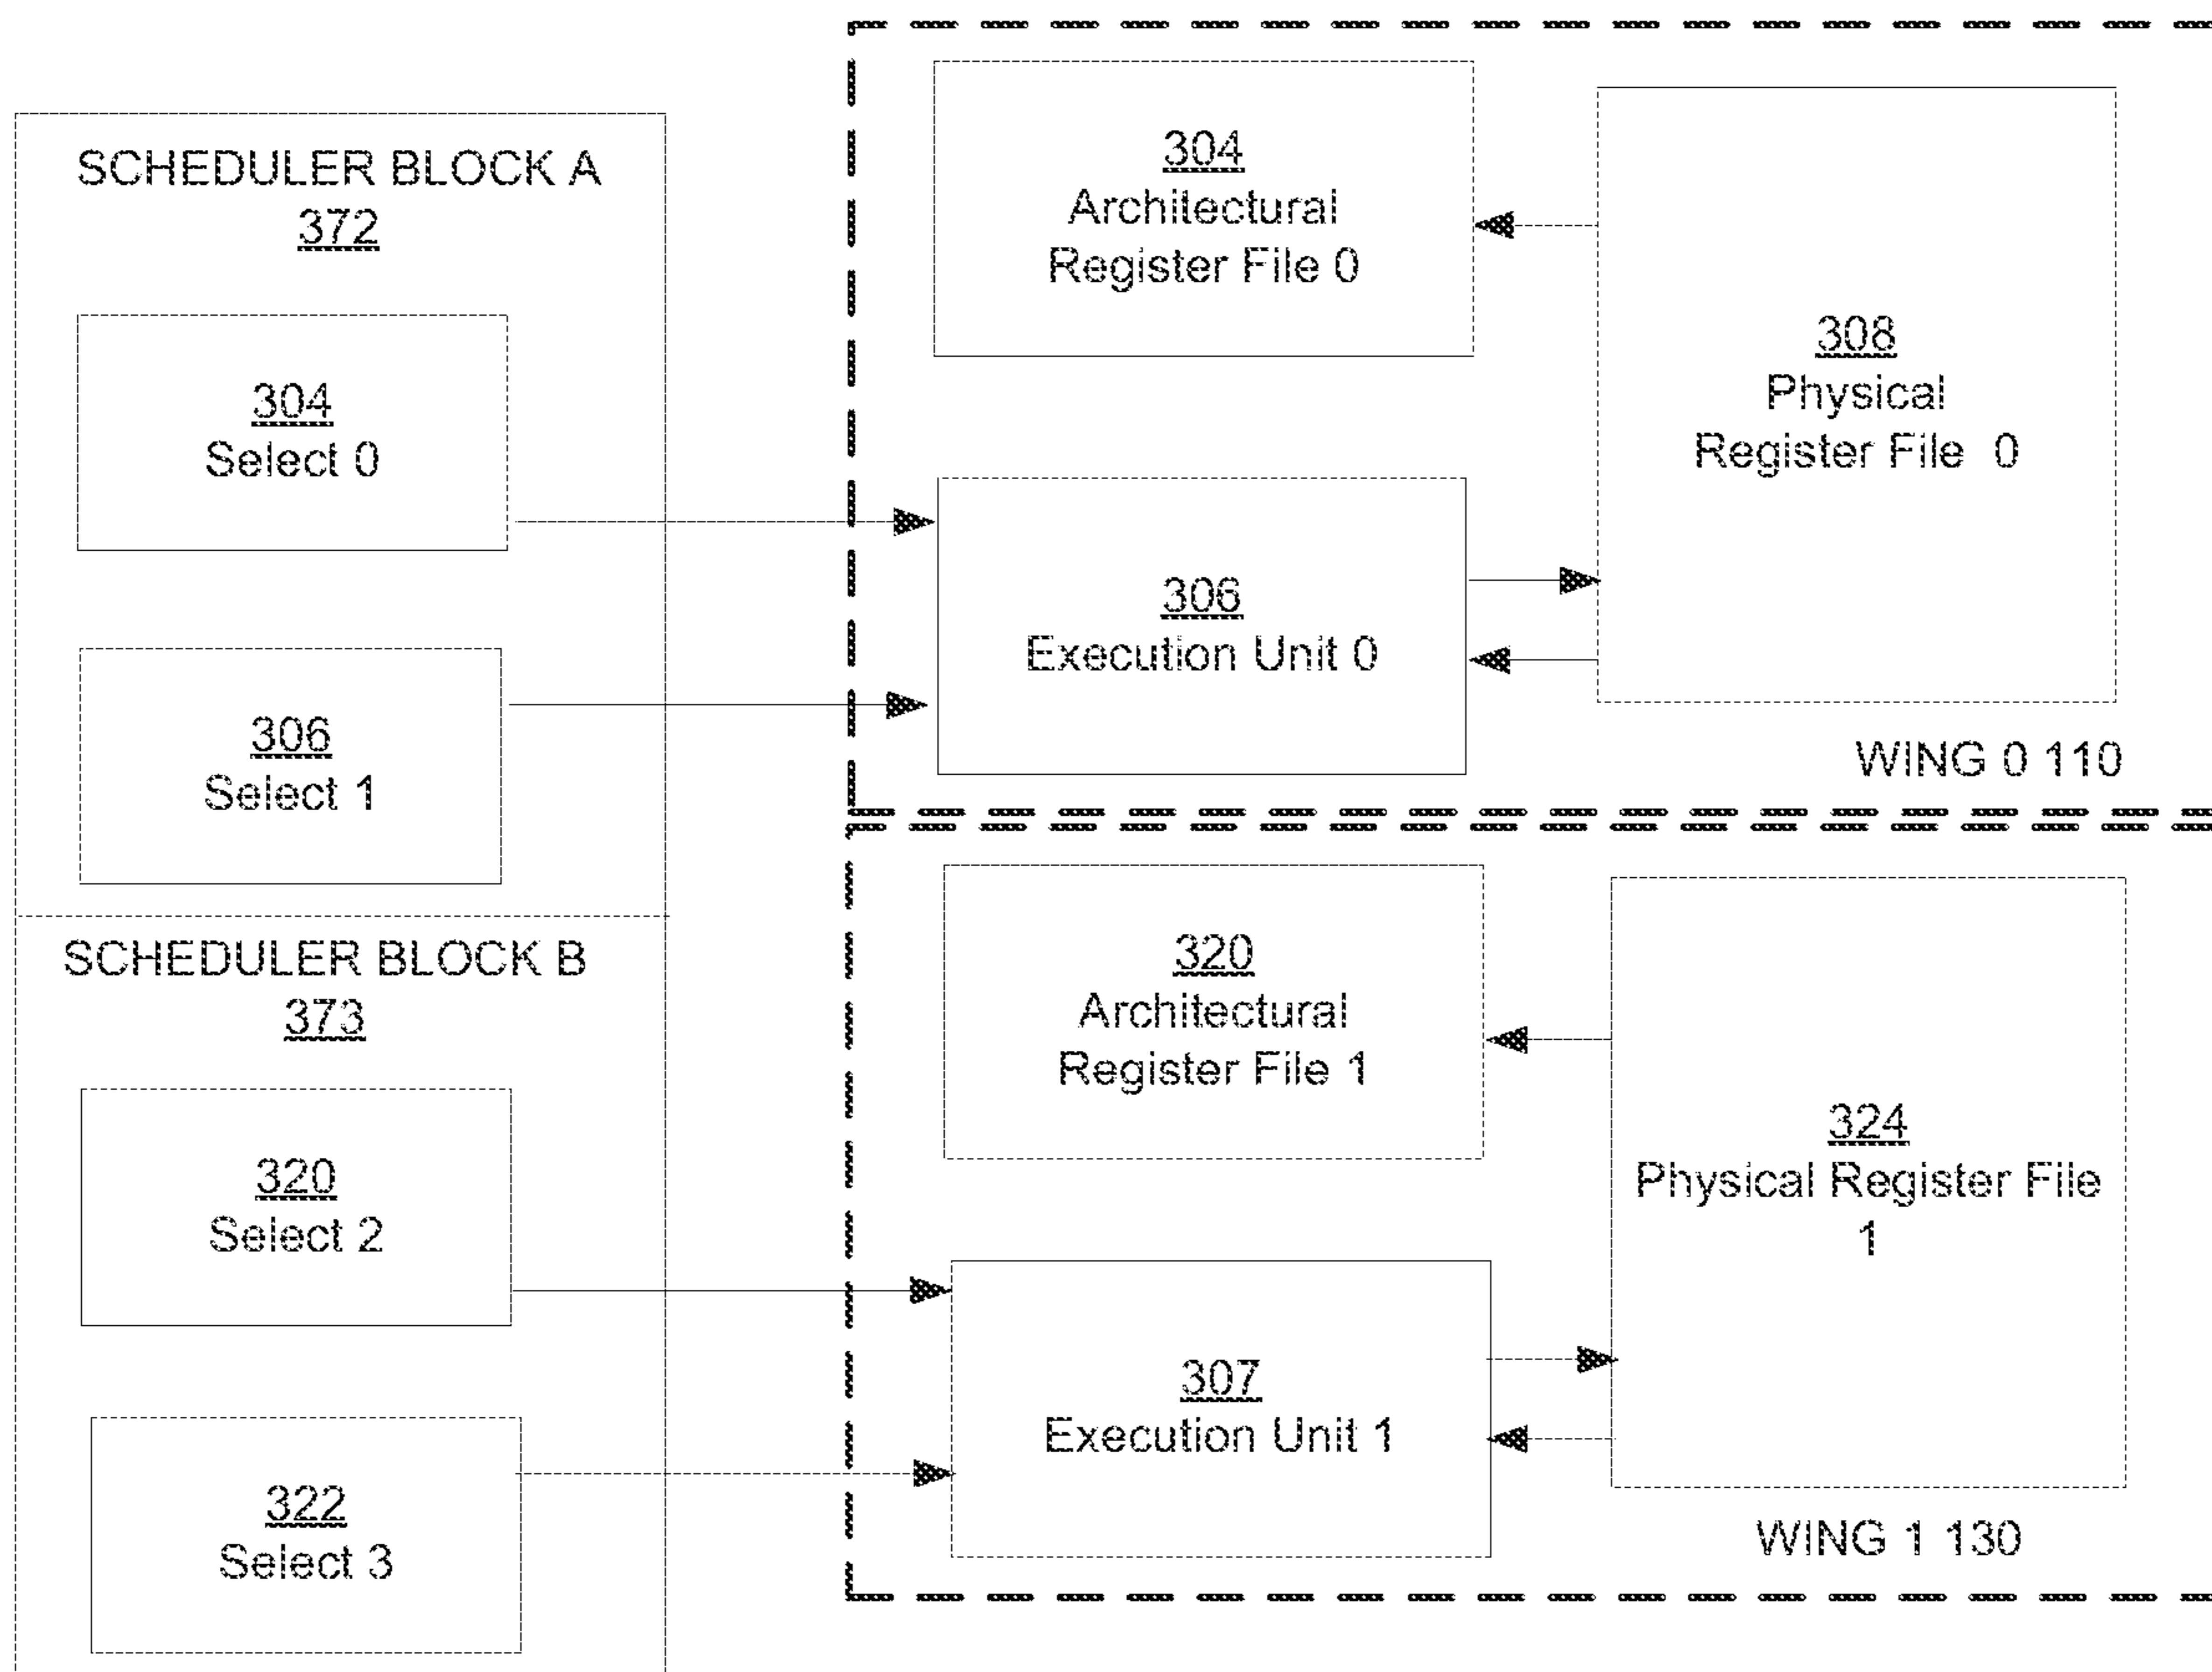 SCHEDULER BLOCK A
372
304
Select 0
306
Select 1
SCHEDULER BLOCK B
373
320
Select 2
322
Select 3
304
Architectural
Register File 0
308
Physical
Register File 0
306
Execution Unit 0
WING 0 110
320
Architectural
Register File 1
324
Physical Register File
1
307
Execution Unit 1
WING 1 130